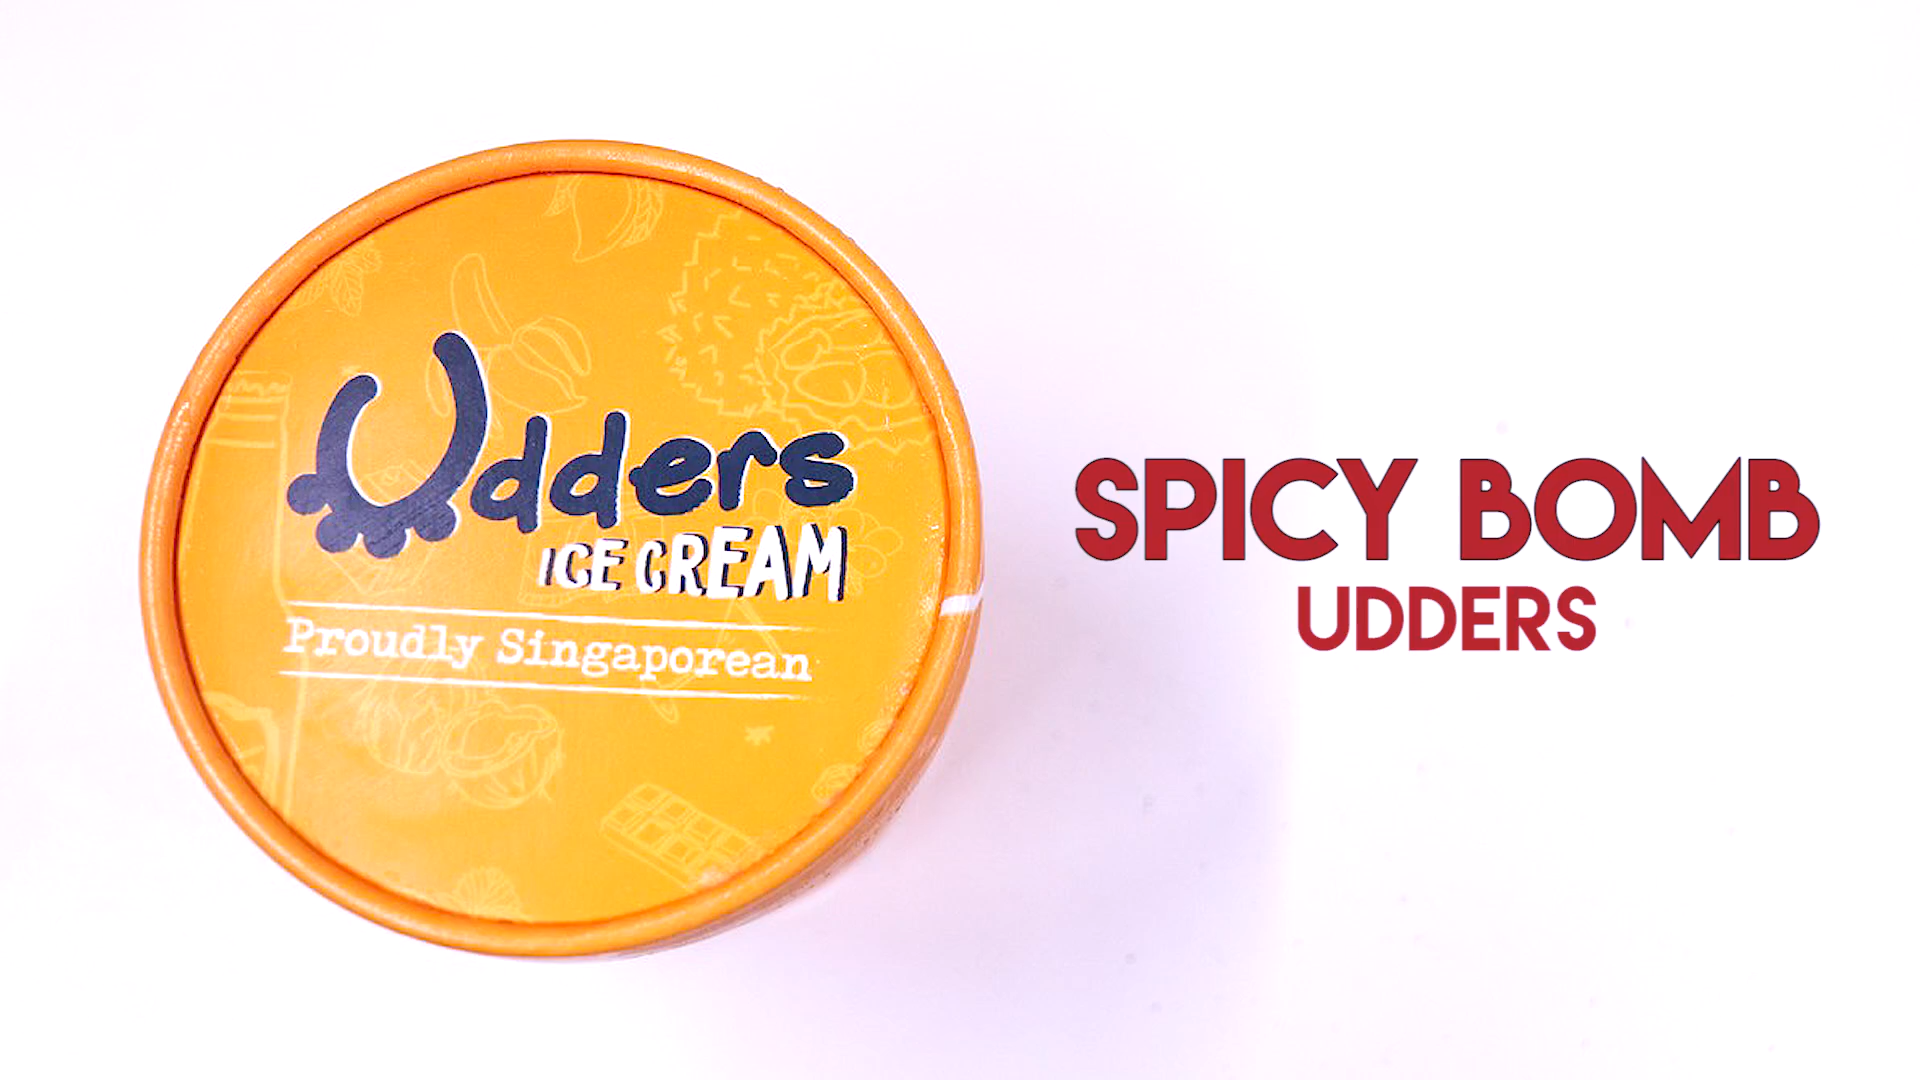 Udders
ICE CREAM
Proudly Singaporean
SPICY BOMB
UDDERS